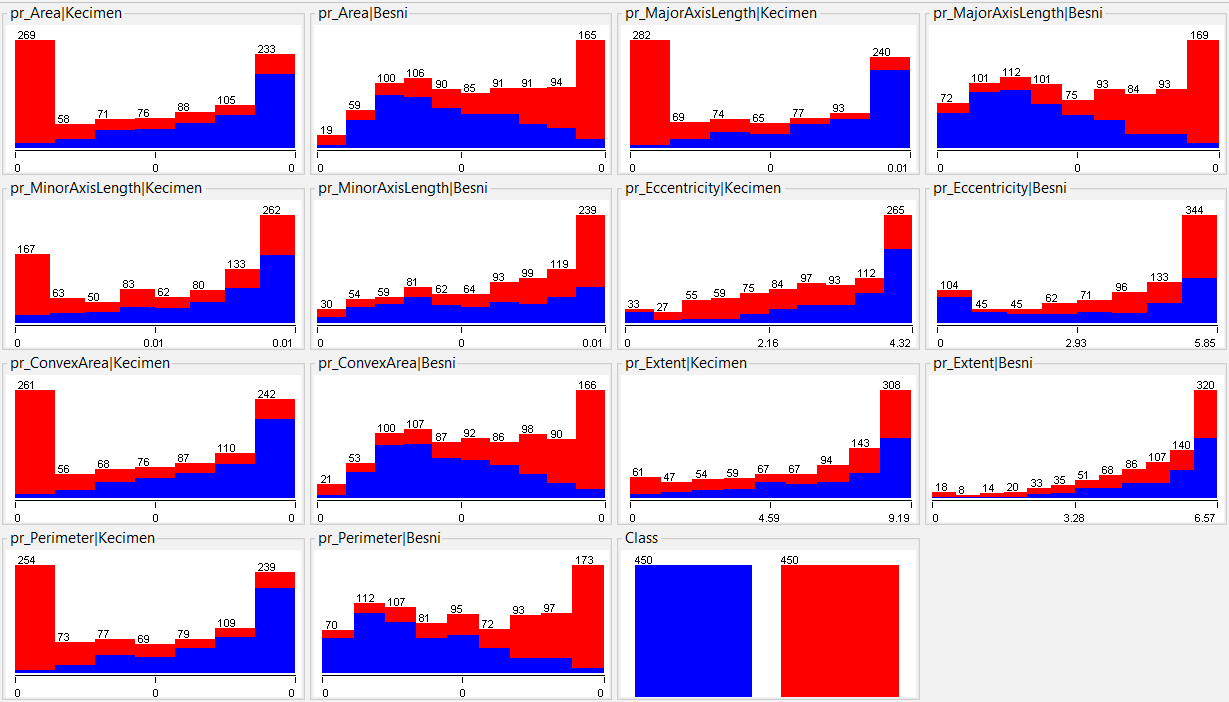 pr_Area|Kecimen
269 58 71 76 88 105 233
0 0 0
pr_Area|Besni
19 59 100 106 90 85 91 91 94 165
0 0 0
pr_MajorAxisLength|Kecimen
282 69 74 65 77 93 240
0 0 0.01
pr_MajorAxisLength|Besni
72 101 112 101 75 93 84 93 169
0 0 0
pr_MinorAxisLength|Kecimen
167 63 50 83 62 80 133 262
0 0.01 0.01
pr_MinorAxisLength|Besni
30 54 59 81 62 64 93 99 119 239
0 0 0.01
pr_Eccentricity|Kecimen
33 27 55 59 75 84 97 93 112 265
0 2.16 4.32
pr_Eccentricity|Besni
104 45 45 62 71 96 133 344
0 2.93 5.85
pr_ConvexArea|Kecimen
261 56 68 76 87 110 242
0 0 0
pr_ConvexArea|Besni
21 53 100 107 87 92 86 98 90 166
0 0 0
pr_Extent|Kecimen
61 47 54 59 67 67 94 143 308
0 4.59 9.19
pr_Extent|Besni
18 8 14 20 33 35 51 68 86 107 140 320
0 3.28 6.57
pr_Perimeter|Kecimen
254 73 77 69 79 109 239
0 0 0
pr_Perimeter|Besni
70 112 107 81 95 72 93 97 173
0 0 0
Class
450 450